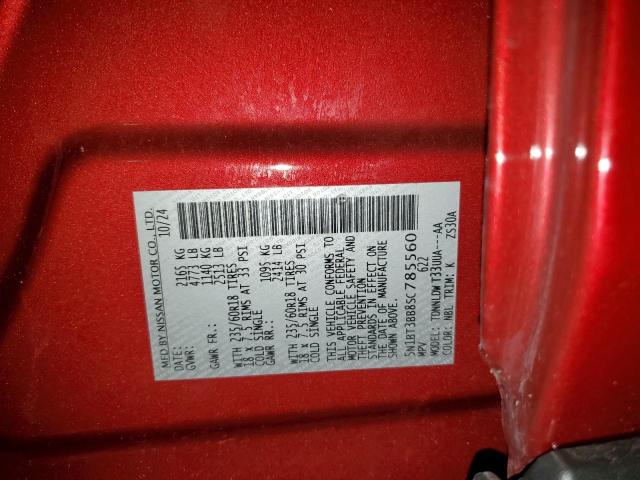 MFD BY NISSAN MOTOR CO., LTD.
DATE: 10/24
GVWR: 2165 KG
4773 LB
GAWR FR.: 1140 KG
2513 LB
WITH 235/60R18 TIRES
18 x 7.5 RIMS AT 33 PSI
COLD SINGLE
GAWR RR.: 1095 KG
2414 LB
WITH 235/60R18 TIRES
18 x 7.5 RIMS AT 30 PSI
COLD SINGLE
THIS VEHICLE CONFORMS TO
ALL APPLICABLE FEDERAL
MOTOR VEHICLE SAFETY AND
THEFT PREVENTION
STANDARDS IN EFFECT ON
THE DATE OF MANUFACTURE
SHOWN ABOVE.
5N1BT3BB8SC785560
MPV 622
MODEL: AA
COLOR: NBL TRIM: K ZS30A